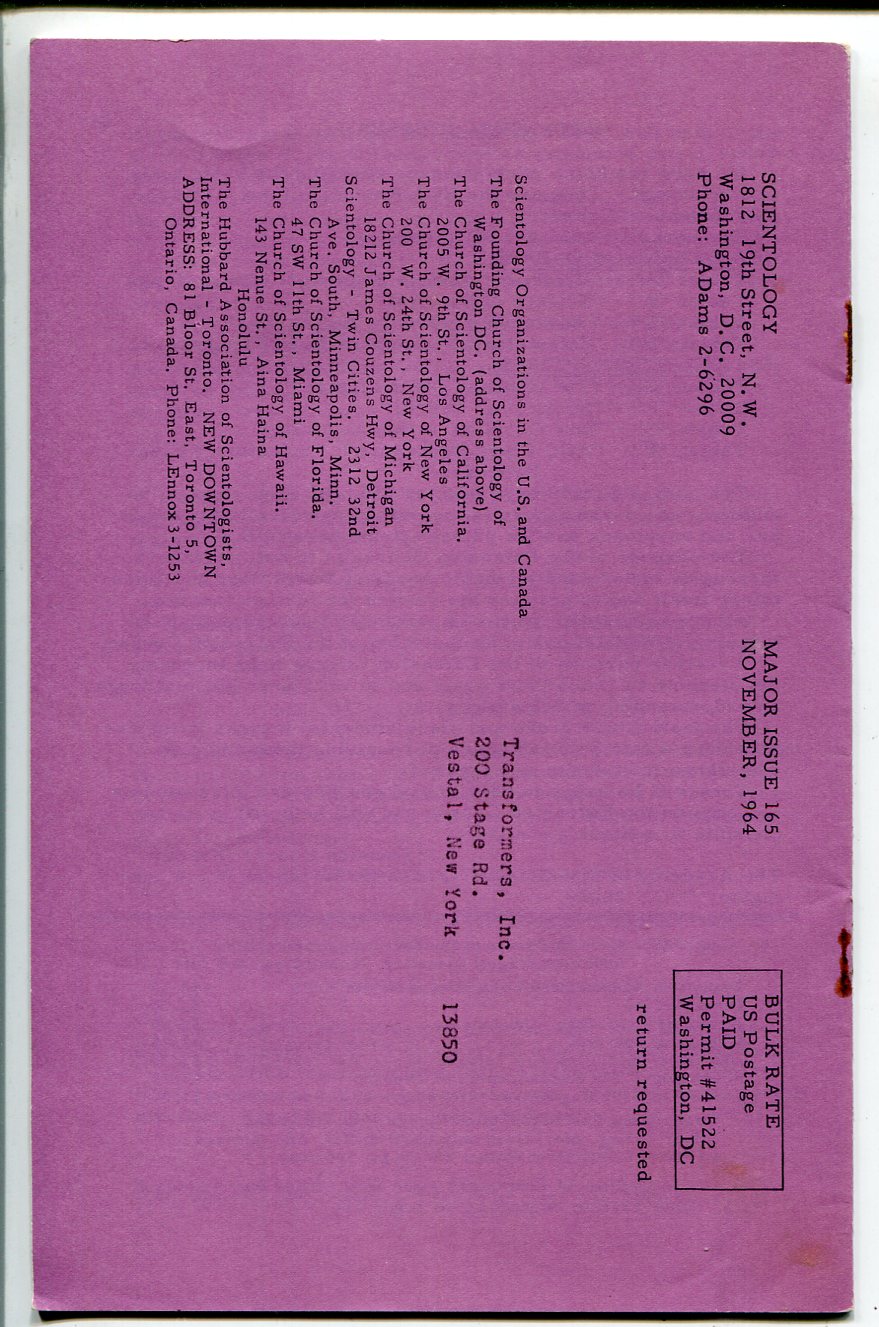 SCIENTOLOGY
1812 19th Street, N.W.
Washington, D.C. 20009
Phone: ADams 2-6296
MAJOR ISSUE 165
NOVEMBER, 1964
BULK RATE
US Postage
PAID
Permit #41522
Washington, DC
return requested
Scientology Organizations in the U.S. and Canada
The Founding Church of Scientology of
Washington DC. (address above)
The Church of Scientology of California.
2005 W. 9th St., Los Angeles
The Church of Scientology of New York
200 W. 24th St., New York
The Church of Scientology of Michigan
18212 James Couzens Hwy, Detroit
Scientology - Twin Cities. 2312 32nd
Ave. South, Minneapolis, Minn.
The Church of Scientology of Florida.
47 SW 11th St., Miami
The Church of Scientology of Hawaii.
143 Nenue St., Aina Haina
Honolulu
The Hubbard Association of Scientologists,
International - Toronto. NEW DOWNTOWN
ADDRESS: 81 Bloor St. East, Toronto 5,
Ontario, Canada. Phone: LEnnox 3-1253
Transformers, Inc.
200 Stage Rd.
Vestal, New York 13850